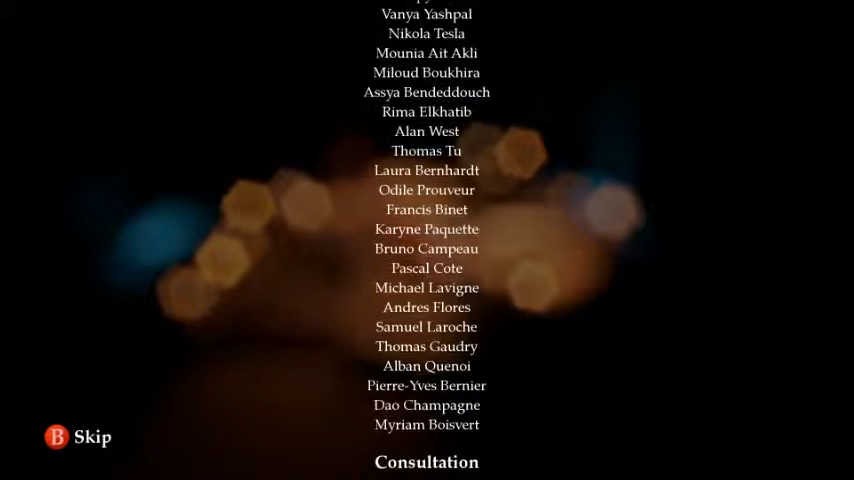 Vanya Yashpal
Nikola Tesla
Mounia Ait Akli
Miloud Boukhira
Assya Bendeddouch
Rima Elkhatib
Alan West
Thomas Tu
Laura Bernhardt
Odile Prouveur
Francis Binet
Karyne Paquette
Bruno Campeau
Pascal Cote
Michael Lavigne
Andres Flores
Samuel Laroche
Thomas Gaudry
Alban Quenoi
Pierre-Yves Bernier
Dao Champagne
Myriam Boisvert
B Skip
Consultation